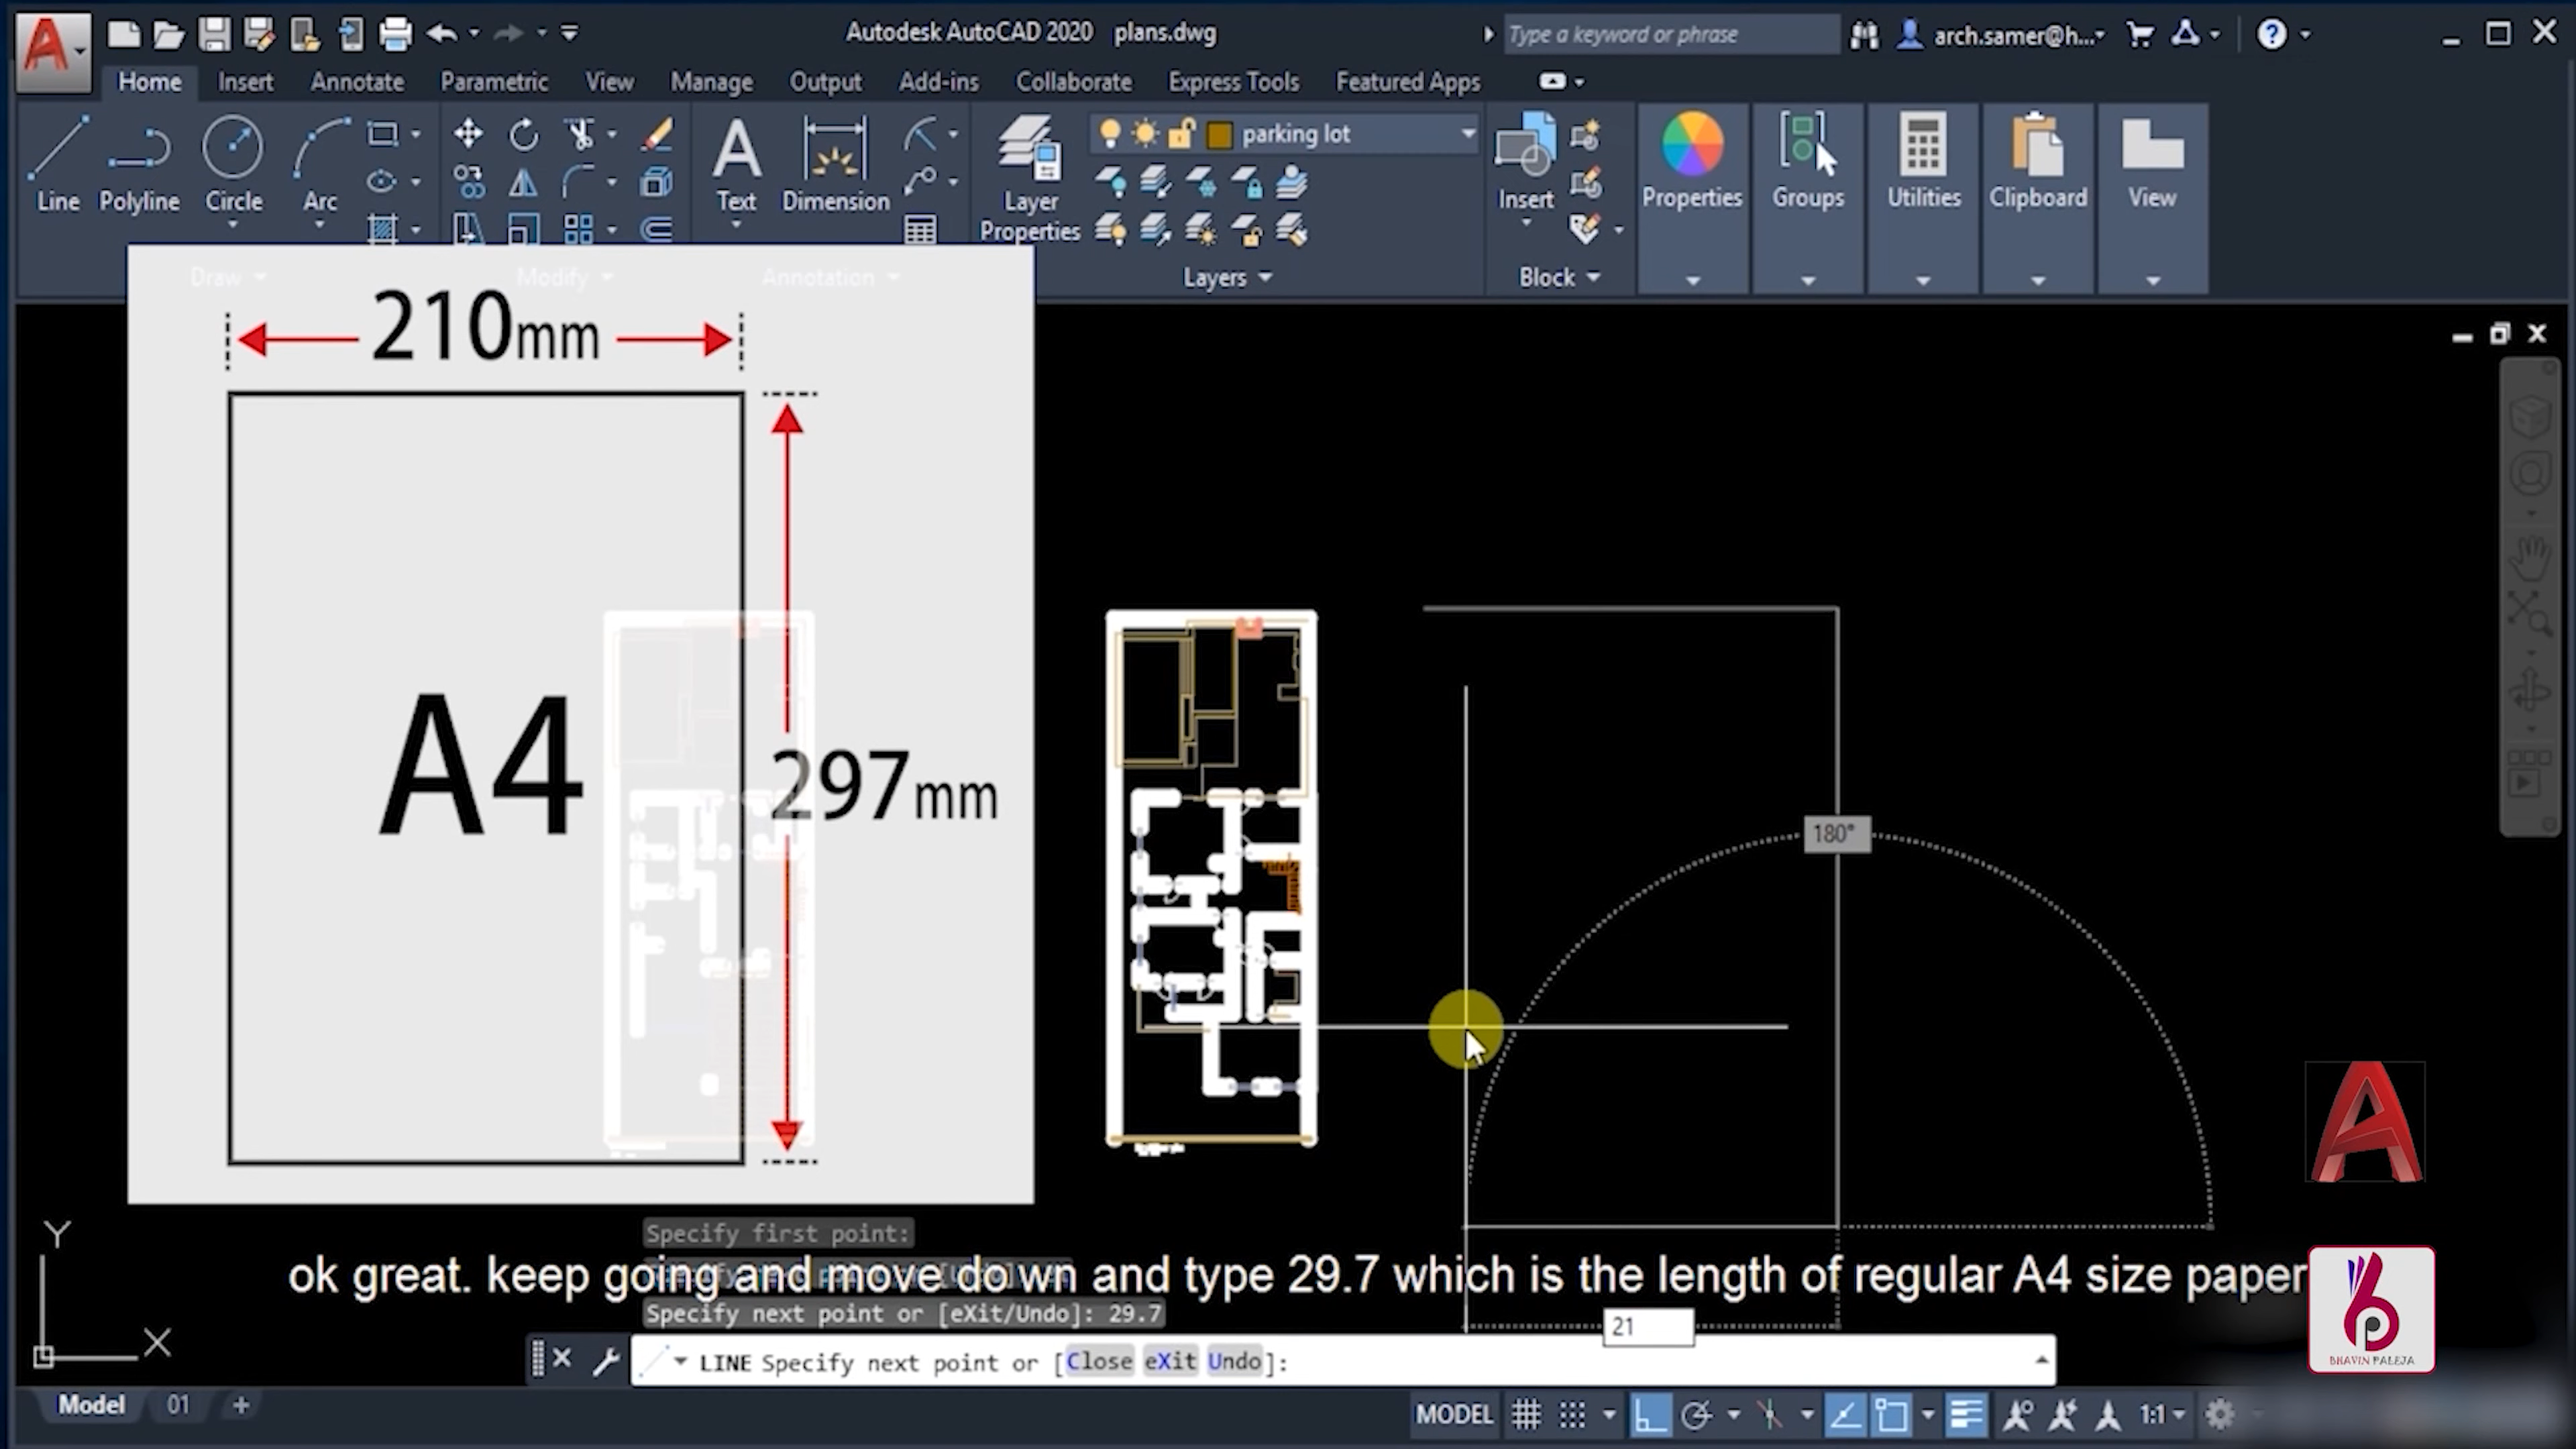 Autodesk AutoCAD 2020 plans.dwg
Type a keyword or phrase
arch.samer@h...
Home Insert Annotate Parametric View Manage Output Add-ins Collaborate Express Tools Featured Apps
parking lot
Line Polyline Circle Arc Text Dimension Layer Properties Insert Properties Groups Utilities Clipboard View
Draw Modify Annotation Layers Block
210mm
A4
297mm
180°
Y
X
Specify first point:
ok great. keep going and move down and type 29.7 which is the length of regular A4 size paper
Specify next point or [eXit/Undo]: 29.7
21
LINE Specify next point or [Close eXit Undo]:
BHAVIN PALEJA
Model 01 +
MODEL 1:1